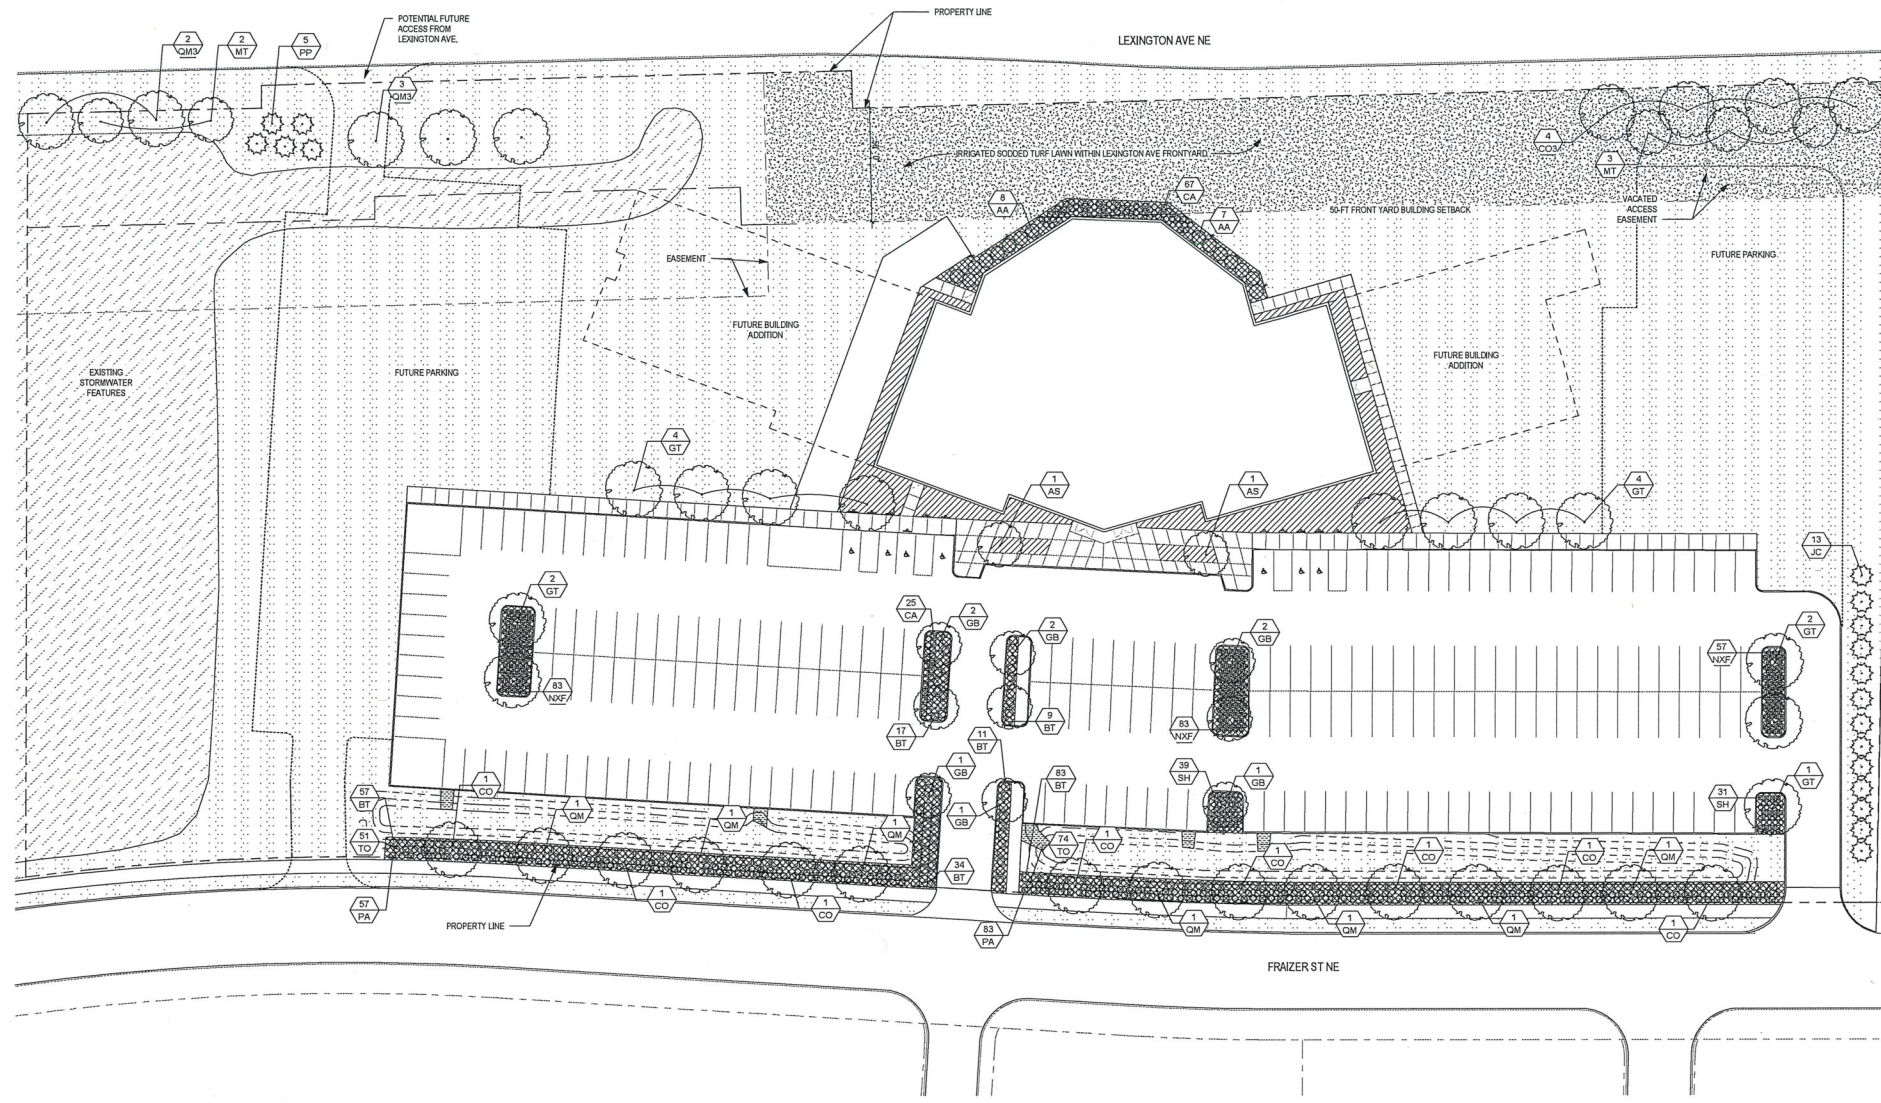 PROPERTY LINE
POTENTIAL FUTURE
ACCESS FROM
LEXINGTON AVE.
LEXINGTON AVE NE
2
QM3
2
MT
5
PP
3
QM3
4
CO3
3
MT
IRRIGATED SODDED TURF LAWN WITHIN LEXINGTON AVE FRONTYARD
8
AA
67
CA
7
AA
50-FT FRONT YARD BUILDING SETBACK
VACATED
ACCESS
EASEMENT
EASEMENT
FUTURE PARKING
FUTURE BUILDING
ADDITION
FUTURE BUILDING
ADDITION
EXISTING
STORMWATER
FEATURES
FUTURE PARKING
4
GT
1
AS
1
AS
4
GT
13
JC
2
GT
25
CA
2
GB
2
GB
2
GB
2
GT
57
NXF
83
NXF
17
BT
9
BT
83
NXF
11
BT
1
GB
83
BT
39
SH
1
GB
1
GT
31
SH
57
BT
1
CO
1
QM
1
QM
1
QM
1
GB
51
TO
74
TO
1
CO
1
CO
1
CO
1
CO
1
QM
34
BT
57
PA
1
CO
1
CO
83
PA
1
QM
1
QM
1
QM
1
CO
PROPERTY LINE
FRAIZER ST NE